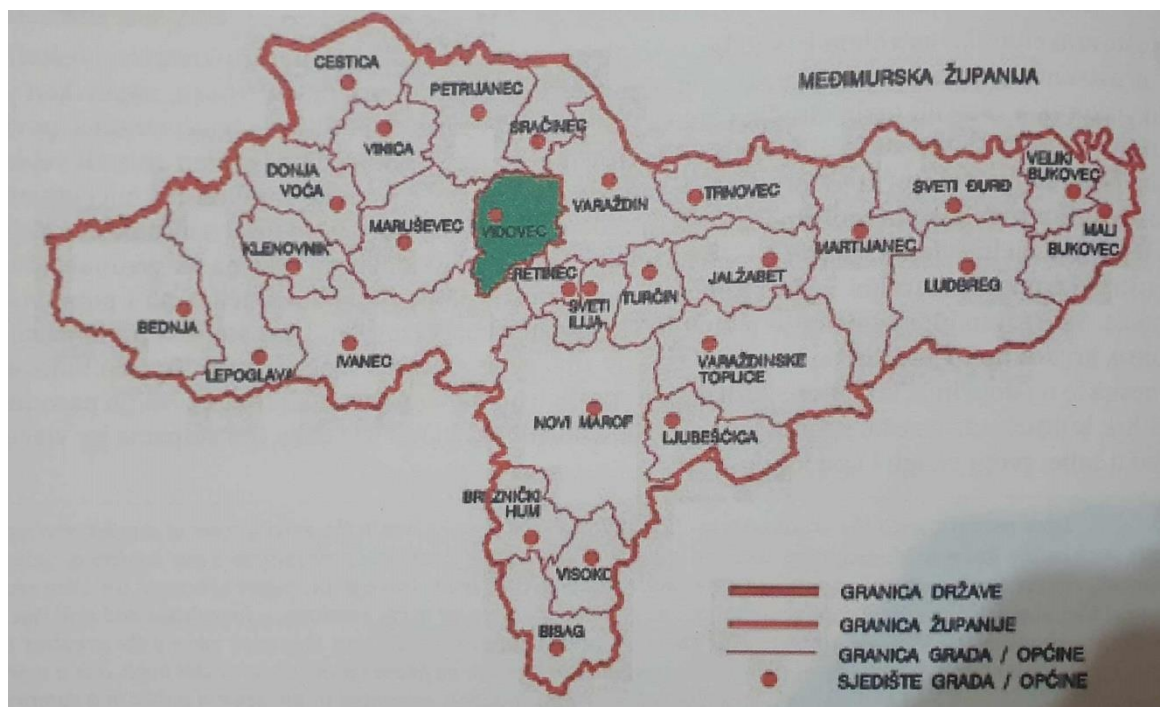 CESTICA
PETRIJANEC
MEĐIMURSKA ŽUPANIJA
SRAČINEC
VINICA
DONJA
VOĆA
VELIKI
BUKOVEC
SVETI ĐURĐ
TRNOVEC
VARAŽDIN
MARUŠEVEC
VIDOVEC
KLENOVNIK
MARTIJANEC
MALI
BUKOVEC
RETINEC
JALŽABET
LUDBREG
SVETI
ILIJA
TURČIN
BEDNJA
IVANEC
LEPOGLAVA
VARAŽDINSKE
TOPLICE
NOVI MAROF
LJUBEŠĆICA
BREZNIČKI
HUM
VISOKO
BISAG
GRANICA DRŽAVE
GRANICA ŽUPANIJE
GRANICA GRADA / OPĆINE
SJEDIŠTE GRADA / OPĆINE